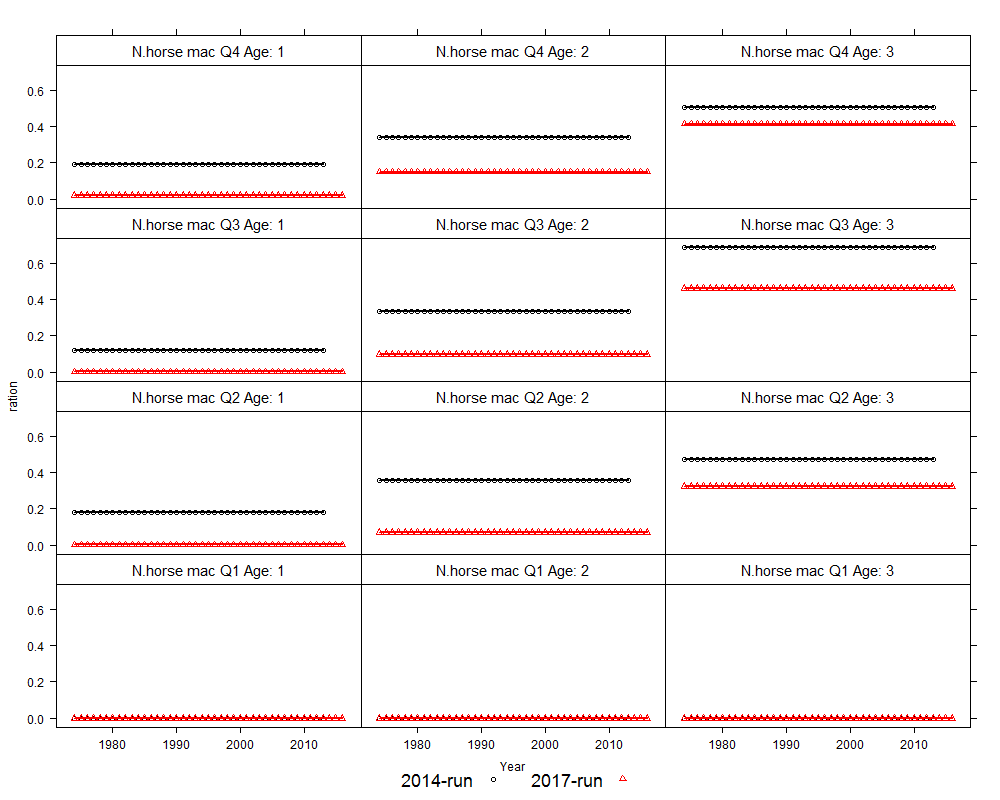 N.horse mac Q4 Age: 1 N.horse mac Q4 Age: 2 N.horse mac Q4 Age: 3
0.6
0.4
0.2
0.0
N.horse mac Q3 Age: 1 N.horse mac Q3 Age: 2 N.horse mac Q3 Age: 3
0.6
0.4
0.2
0.0
ration
N.horse mac Q2 Age: 1 N.horse mac Q2 Age: 2 N.horse mac Q2 Age: 3
0.6
0.4
0.2
0.0
N.horse mac Q1 Age: 1 N.horse mac Q1 Age: 2 N.horse mac Q1 Age: 3
0.6
0.4
0.2
0.0
1980 1990 2000 2010 1980 1990 2000 2010 1980 1990 2000 2010
Year
2014-run 2017-run